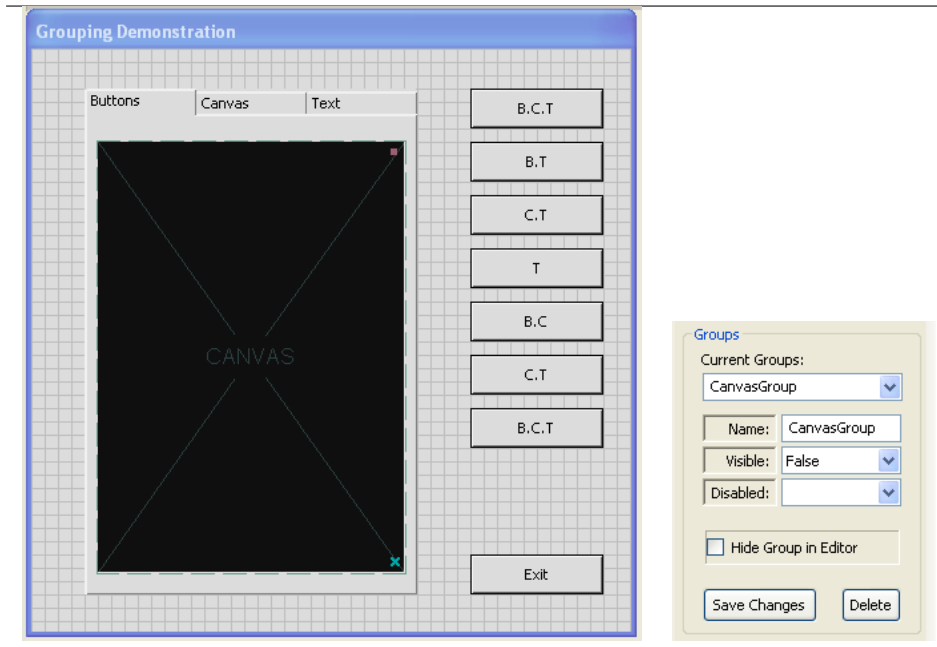 Grouping Demonstration
Buttons Canvas Text
CANVAS
B.C.T
B.T
C.T
T
B.C
C.T
B.C.T
Exit
Groups
Current Groups:
CanvasGroup
Name: CanvasGroup
Visible: False
Disabled:
Hide Group in Editor
Save Changes Delete